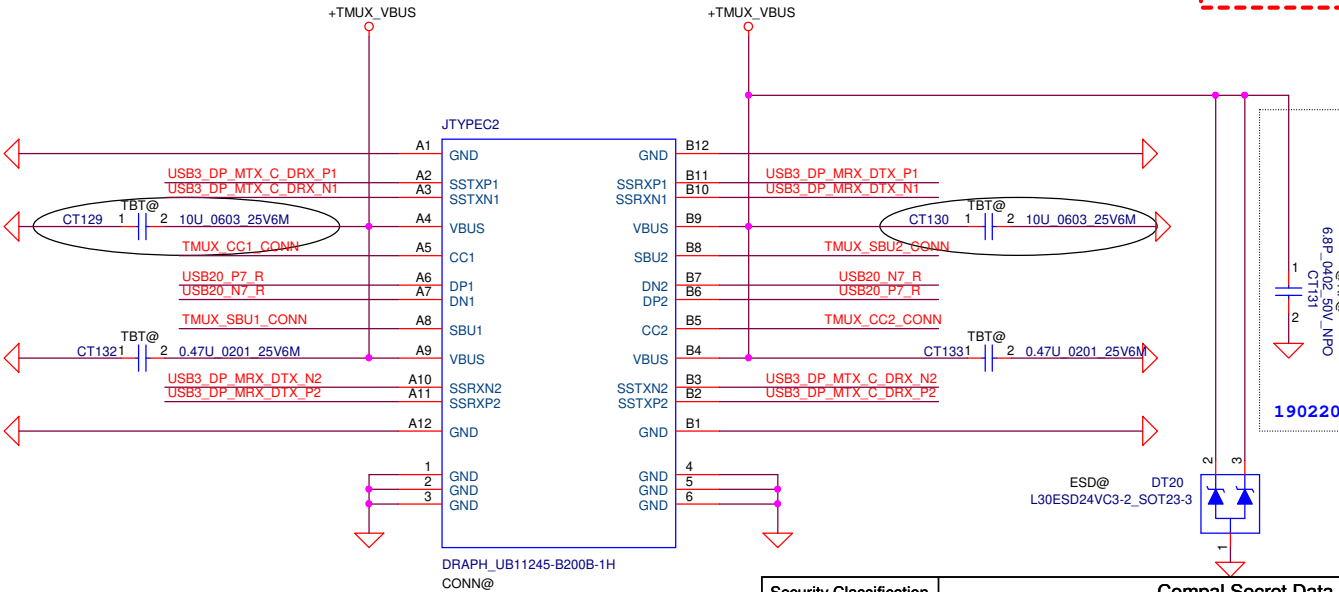 +TMUX_VBUS
+TMUX_VBUS
JTYPEC2
A1 GND
GND B12
USB3_DP_MTX_C_DRX_P1 A2 SSTXP1
SSRXP1 B11 USB3_DP_MRX_DTX_P1
USB3_DP_MTX_C_DRX_N1 A3 SSTXN1
SSRXN1 B10 USB3_DP_MRX_DTX_N1
TBT@
TBT@
CT129 1 2 10U_0603_25V6M A4 VBUS
VBUS B9 CT130 1 2 10U_0603_25V6M
TMUX_CC1_CONN A5 CC1
SBU2 B8 TMUX_SBU2_CONN
USB20_P7_R A6 DP1
DN2 B7 USB20_N7_R
USB20_N7_R A7 DN1
DP2 B6 USB20_P7_R
TMUX_SBU1_CONN A8 SBU1
CC2 B5 TMUX_CC2_CONN
TBT@
TBT@
CT132 1 2 0.47U_0201_25V6M A9 VBUS
VBUS B4 CT133 1 2 0.47U_0201_25V6M
USB3_DP_MRX_DTX_N2 A10 SSRXN2
SSTXN2 B3 USB3_DP_MTX_C_DRX_N2
USB3_DP_MRX_DTX_P2 A11 SSRXP2
SSTXP2 B2 USB3_DP_MTX_C_DRX_P2
A12 GND
GND B1
1 GND
GND 4
2 GND
GND 5
3 GND
GND 6
DRAPH_UB11245-B200B-1H
CONN@
1
2
CT131
6.8P_0402_50V_NPO
190220
2 3
ESD@ DT20
L30ESD24VC3-2_SOT23-3
1
Security Classification
Compal Secret Data